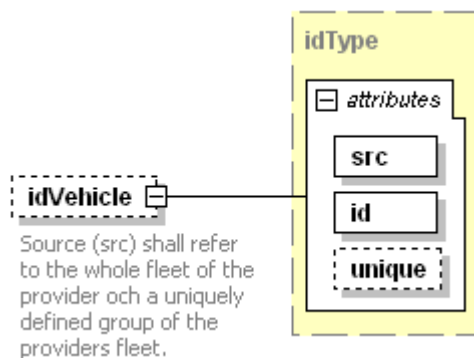 idType
attributes
src
id
unique
idVehicle
Source (src) shall refer
to the whole fleet of the
provider och a uniquely
defined group of the
providers fleet.